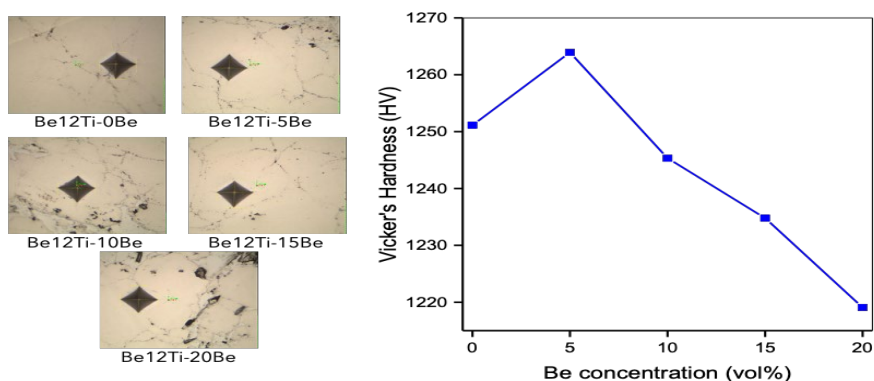 Be12Ti-0Be
Be12Ti-5Be
Be12Ti-10Be
Be12Ti-15Be
Be12Ti-20Be
1270
1260
1250
1240
1230
1220
Vicker's Hardness (HV)
0
5
10
15
20
Be concentration (vol%)